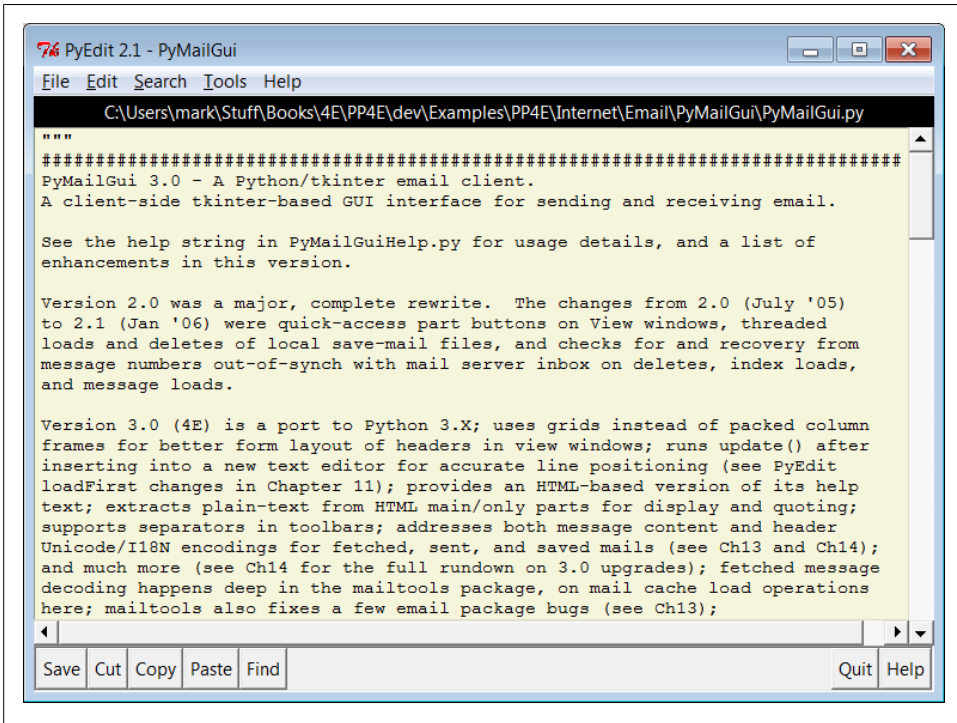 PyEdit 2.1 - PyMailGui
File Edit Search Tools Help
C:\Users\mark\Stuff\Books\4E\PP4E\dev\Examples\PP4E\Internet\Email\PyMailGui\PyMailGui.py
"""
################################################################################
PyMailGui 3.0 - A Python/tkinter email client.
A client-side tkinter-based GUI interface for sending and receiving email.
See the help string in PyMailGuiHelp.py for usage details, and a list of
enhancements in this version.
Version 2.0 was a major, complete rewrite.  The changes from 2.0 (July '05)
to 2.1 (Jan '06) were quick-access part buttons on View windows, threaded
loads and deletes of local save-mail files, and checks for and recovery from
message numbers out-of-synch with mail server inbox on deletes, index loads,
and message loads.
Version 3.0 (4E) is a port to Python 3.X; uses grids instead of packed column
frames for better form layout of headers in view windows; runs update() after
inserting into a new text editor for accurate line positioning (see PyEdit
loadFirst changes in Chapter 11); provides an HTML-based version of its help
text; extracts plain-text from HTML main/only parts for display and quoting;
supports separators in toolbars; addresses both message content and header
Unicode/I18N encodings for fetched, sent, and saved mails (see Ch13 and Ch14);
and much more (see Ch14 for the full rundown on 3.0 upgrades); fetched message
decoding happens deep in the mailtools package, on mail cache load operations
here; mailtools also fixes a few email package bugs (see Ch13);
Save Cut Copy Paste Find Quit Help